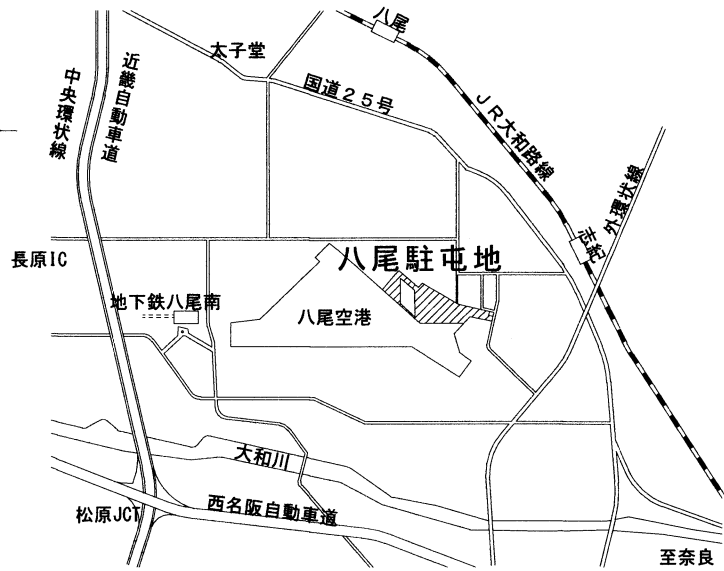 八尾
太子堂
近畿自動車道
中央環状線
国道25号
JR大和路線
外環状線
志紀
八尾駐屯地
長原IC
地下鉄八尾南
八尾空港
大和川
西名阪自動車道
松原JCT
至奈良